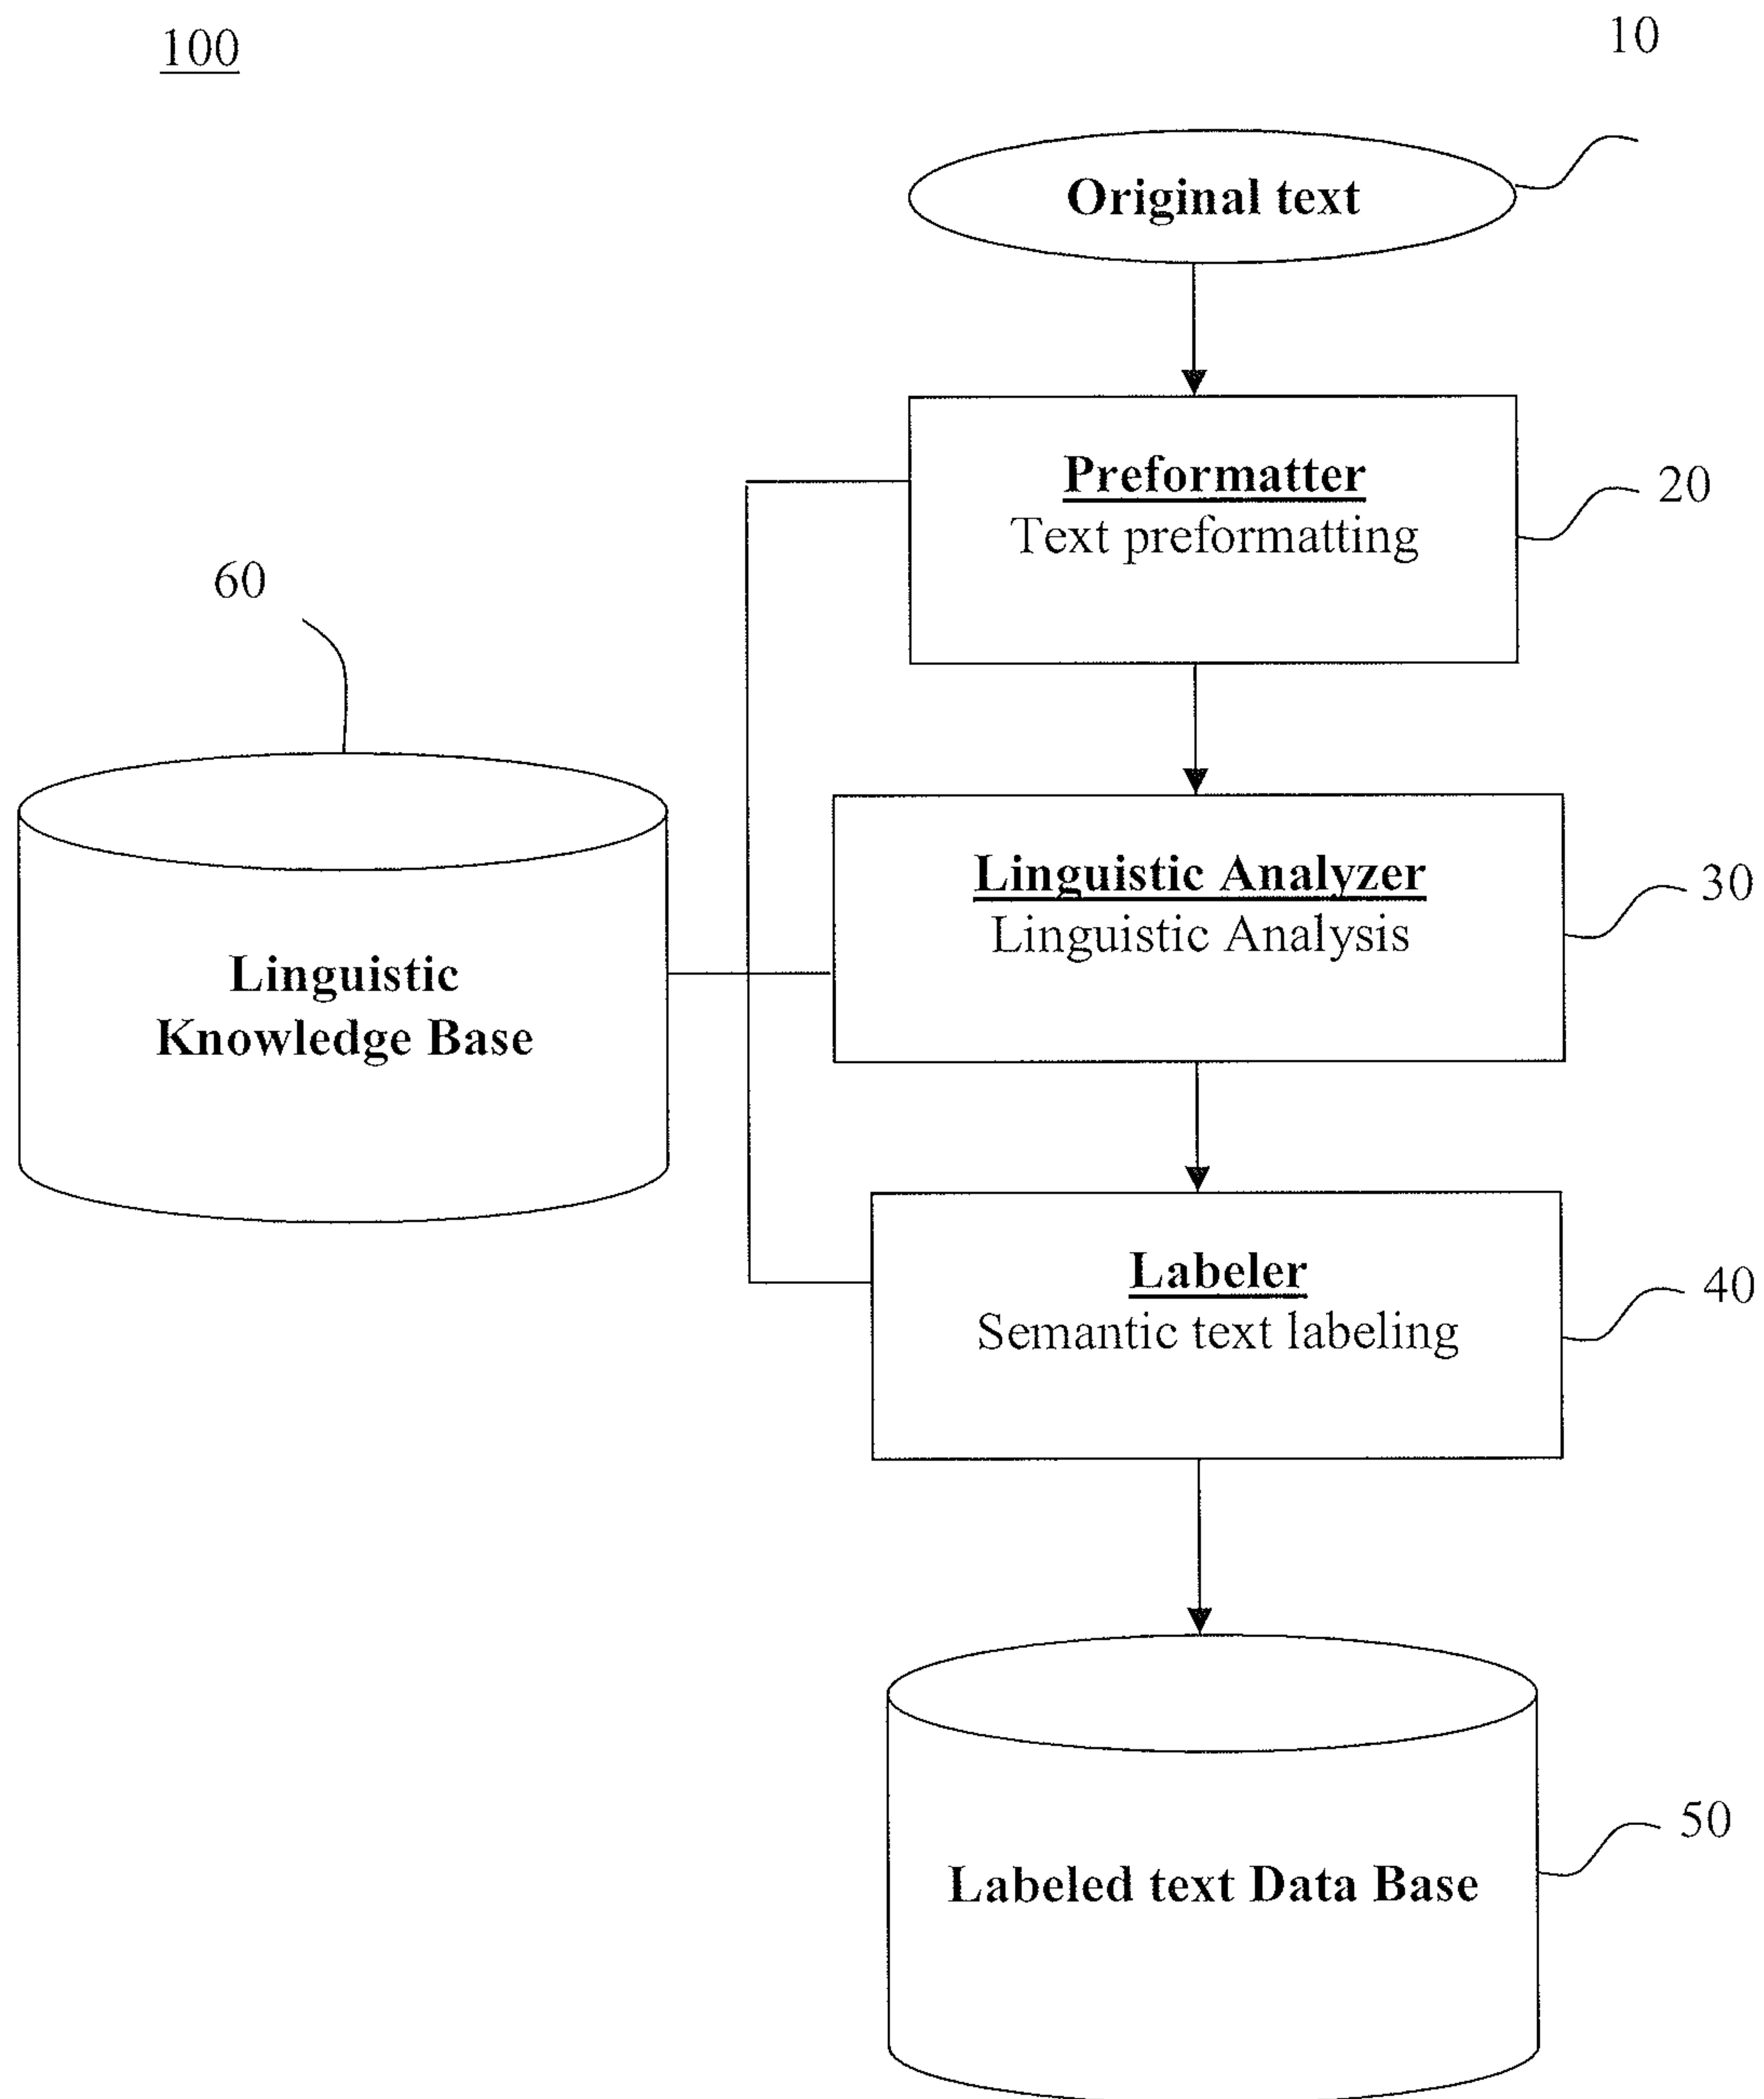 100
10
Original text
Preformatter
Text preformatting
20
60
Linguistic Analyzer
Linguistic Analysis
30
Linguistic
Knowledge Base
Labeler
Semantic text labeling
40
50
Labeled text Data Base